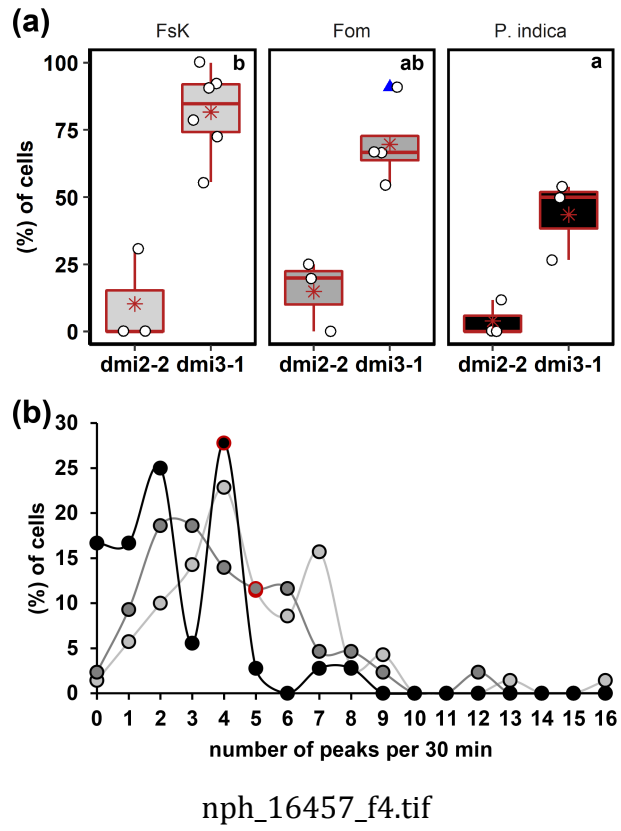 (a)
FsK Fom P. indica
b ab a
100
75
50
25
0
(%) of cells
dmi2-2 dmi3-1 dmi2-2 dmi3-1 dmi2-2 dmi3-1
(b)
30
25
20
15
10
5
0
(%) of cells
0 1 2 3 4 5 6 7 8 9 10 11 12 13 14 15 16
number of peaks per 30 min
nph_16457_f4.tif